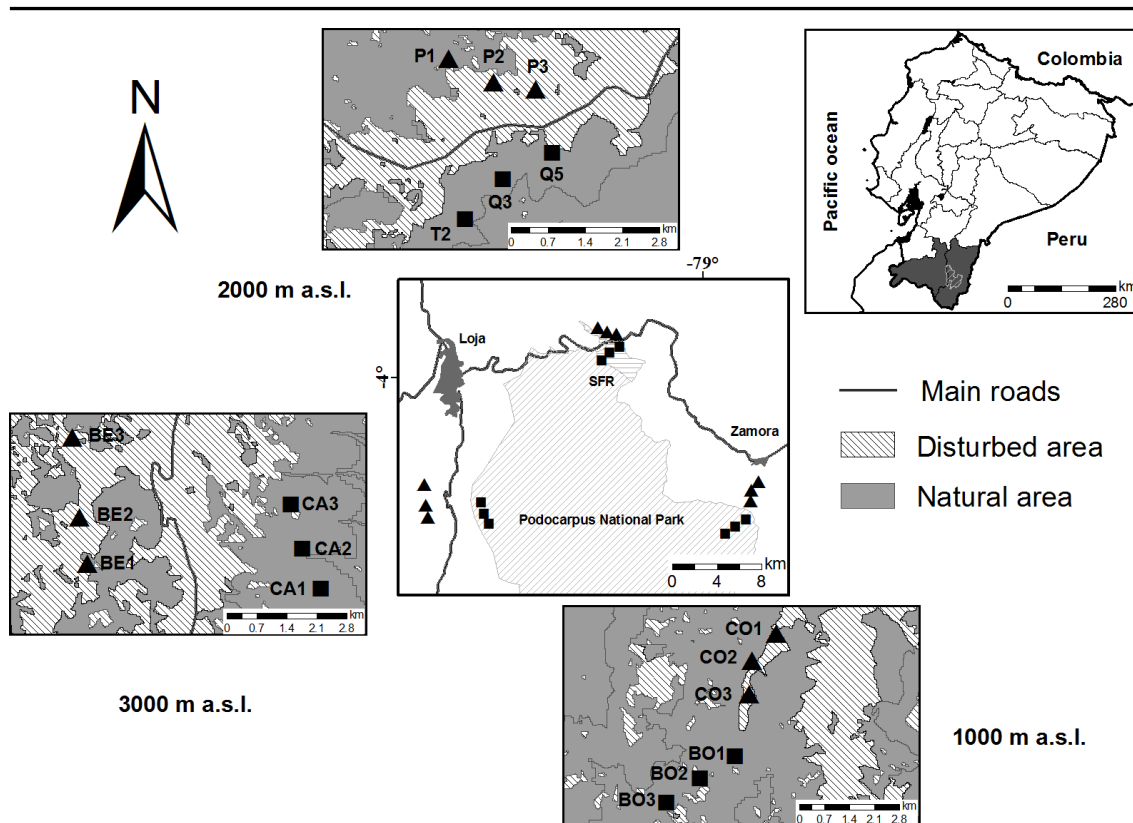 N
P1
P2
P3
Q5
Q3
T2
0 0.7 1.4 2.1 2.8
km
2000 m a.s.l.
Colombia
Pacific ocean
Peru
km
0 280
-79°
-4°
Loja
SFR
Zamora
Podocarpus National Park
km
0 4 8
Main roads
Disturbed area
Natural area
BE3
BE2
BE1
CA3
CA2
CA1
km
0 0.7 1.4 2.1 2.8
3000 m a.s.l.
CO1
CO2
CO3
BO1
BO2
BO3
km
0 0.7 1.4 2.1 2.8
1000 m a.s.l.